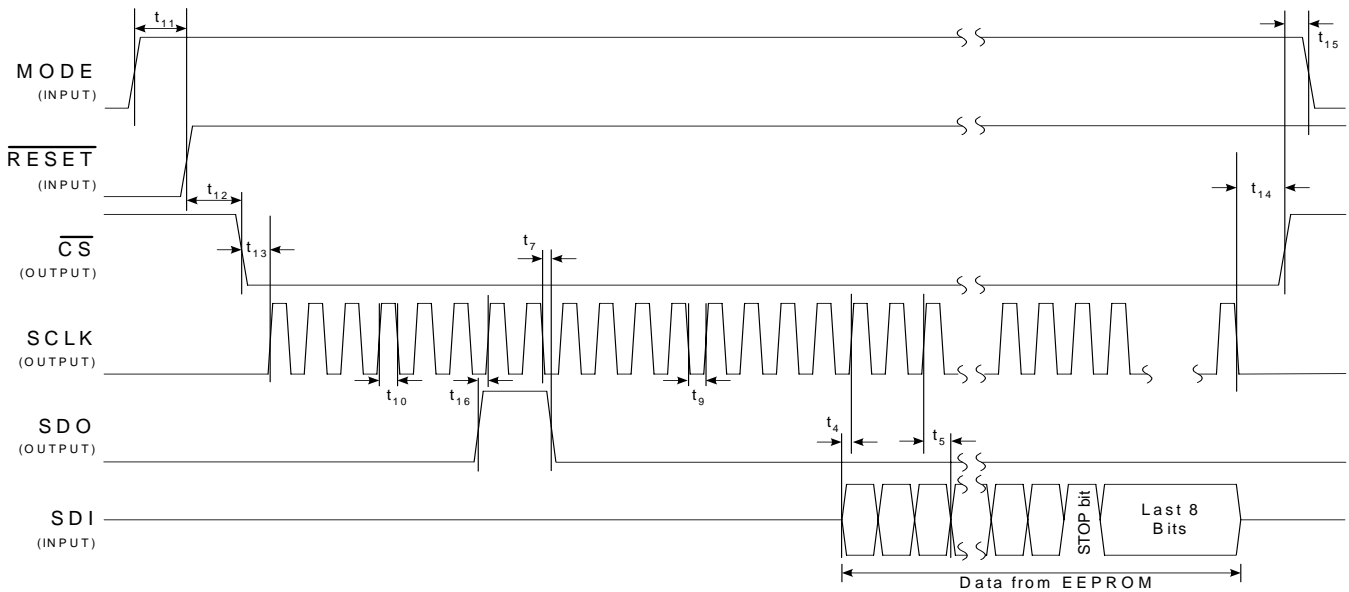 t11
t15
MODE
(INPUT)
RESET
(INPUT)
t12
t14
CS
(OUTPUT)
t13
t7
SCLK
(OUTPUT)
t10
t16
t9
SDO
(OUTPUT)
t4
t5
SDI
(INPUT)
STOP bit
Last 8
Bits
Data from EEPROM